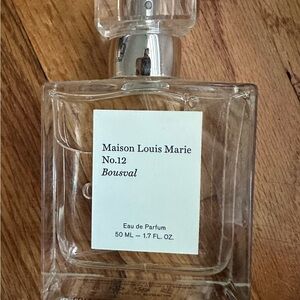 Maison Louis Marie
No.12
Bousval
Eau de Parfum
50 ML — 1.7 FL. OZ.